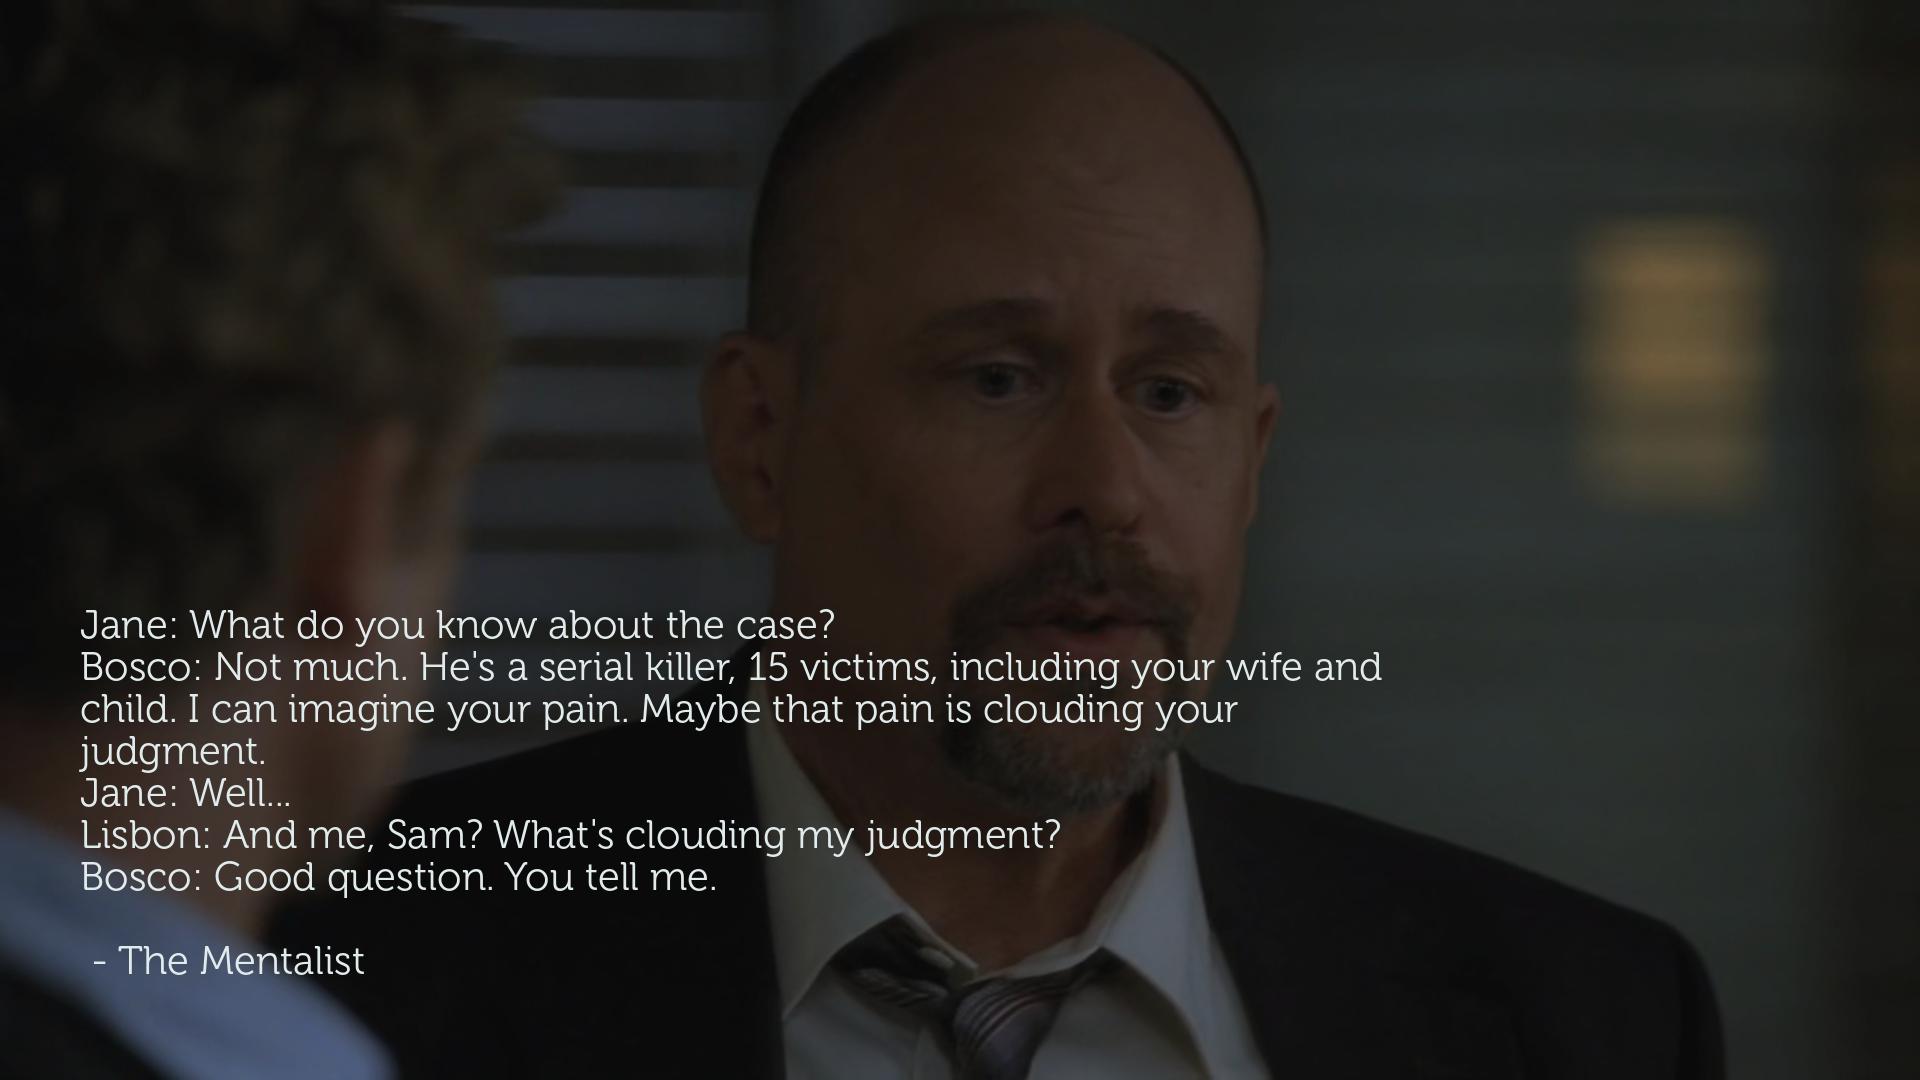 Jane: What do you know about the case?
Bosco: Not much. He's a serial killer, 15 victims, including your wife and
child. I can imagine your pain. Maybe that pain is clouding your
judgment.
Jane: Well...
Lisbon: And me, Sam? What's clouding my judgment?
Bosco: Good question. You tell me.
- The Mentalist